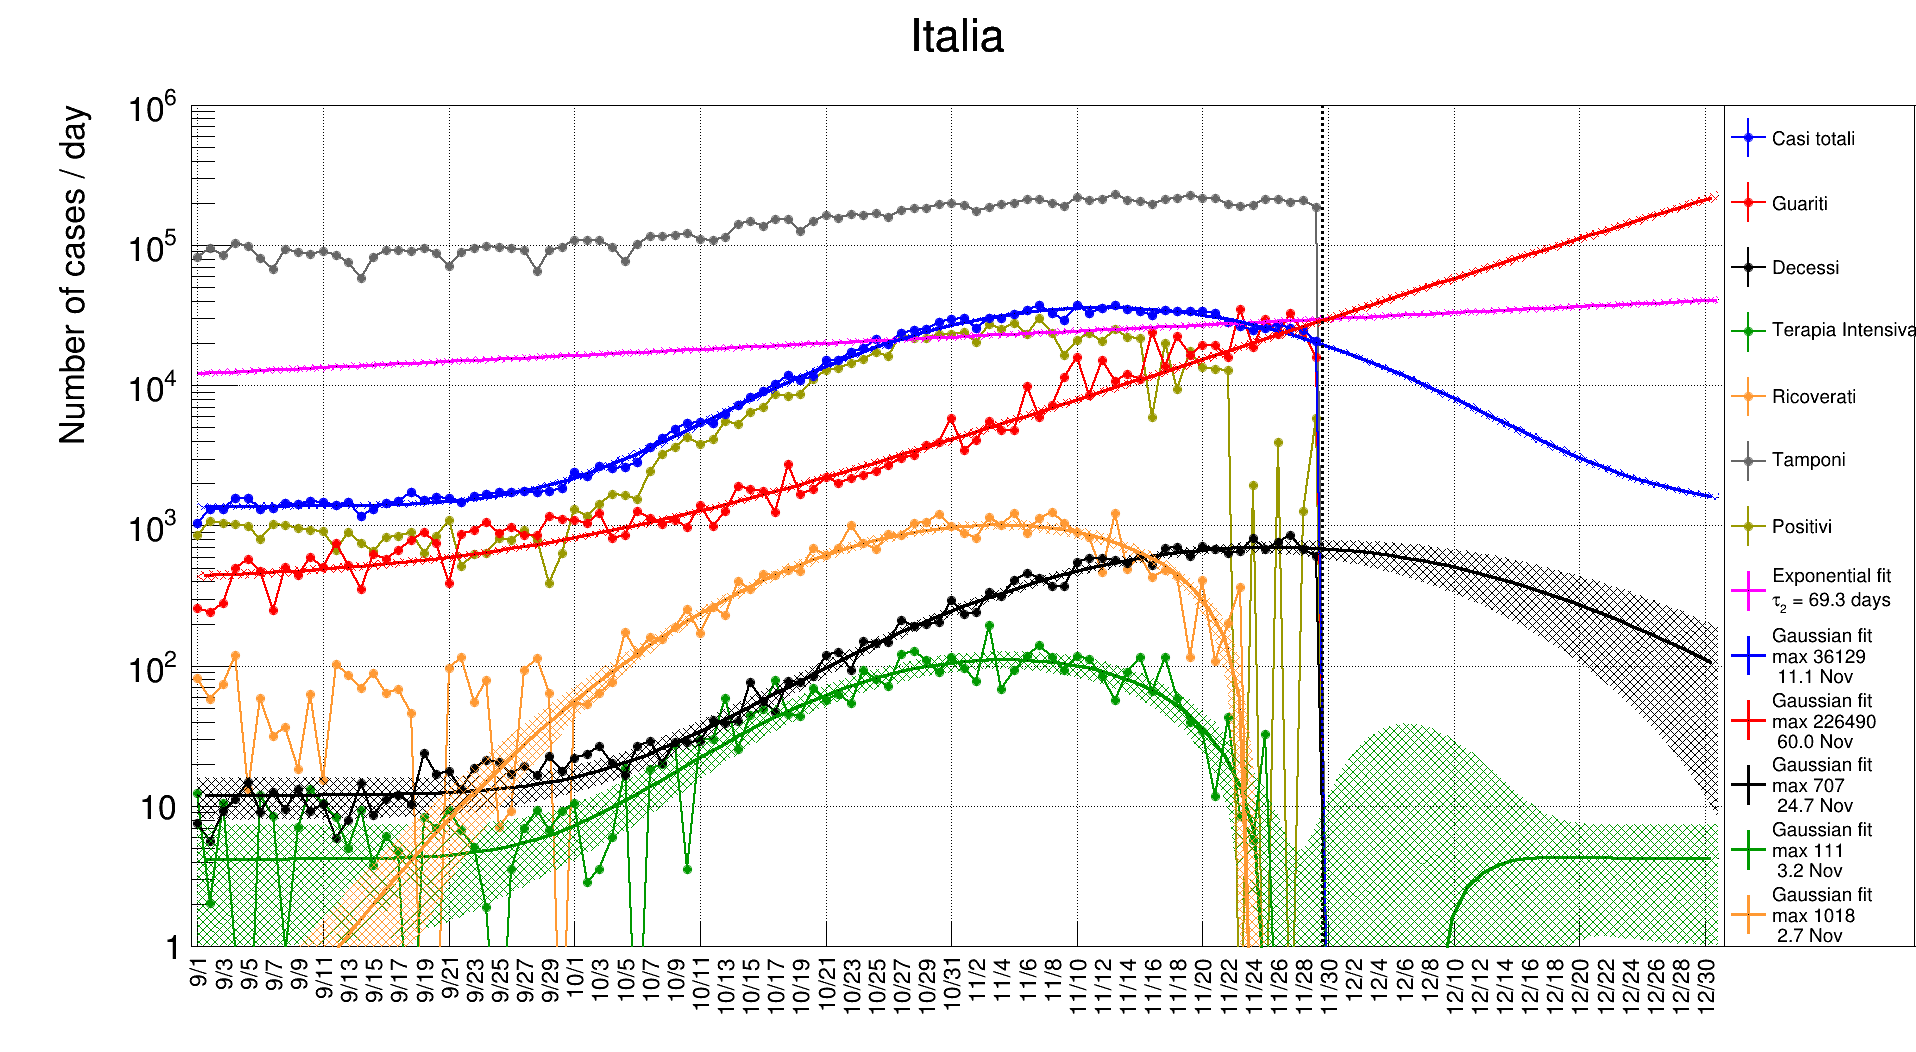 Italia
Number of cases / day
10^6
10^5
10^4
10^3
10^2
10
1
9/1 9/3 9/5 9/7 9/9 9/11 9/13 9/15 9/17 9/19 9/21 9/23 9/25 9/27 9/29 10/1 10/3 10/5 10/7 10/9 10/11 10/13 10/15 10/17 10/19 10/21 10/23 10/25 10/27 10/29 10/31 11/2 11/4 11/6 11/8 11/10 11/12 11/14 11/16 11/18 11/20 11/22 11/24 11/26 11/28 11/30 12/2 12/4 12/6 12/8 12/10 12/12 12/14 12/16 12/18 12/20 12/22 12/24 12/26 12/28 12/30
Casi totali
Guariti
Decessi
Terapia Intensiva
Ricoverati
Tamponi
Positivi
Exponential fit
τ₂ = 69.3 days
Gaussian fit
max 36129
11.1 Nov
Gaussian fit
max 226490
60.0 Nov
Gaussian fit
max 707
24.7 Nov
Gaussian fit
max 111
3.2 Nov
Gaussian fit
max 1018
2.7 Nov